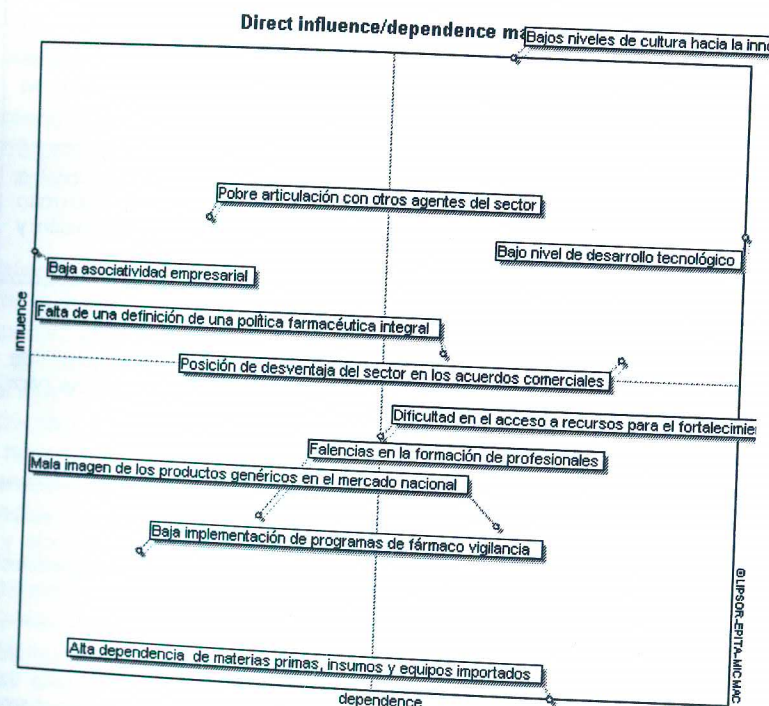 Direct influence/dependence
Bajos niveles de cultura hacia la
Pobre articulación con otros agentes del sector
Bajo nivel de desarrollo tecnológico
Baja asociatividad empresarial
Falta de una definición de una política farmacéutica integral
influence
Posición de desventaja del sector en los acuerdos comerciales
Dificultad en el acceso a recursos para el
Falencias en la formación de profesionales
Mala imagen de los productos genéricos en el mercado nacional
Baja implementación de programas de fármaco vigilancia
© LIPSOR-EPITA-MICMAC
Alta dependencia de materias primas, insumos y equipos importados
dependence